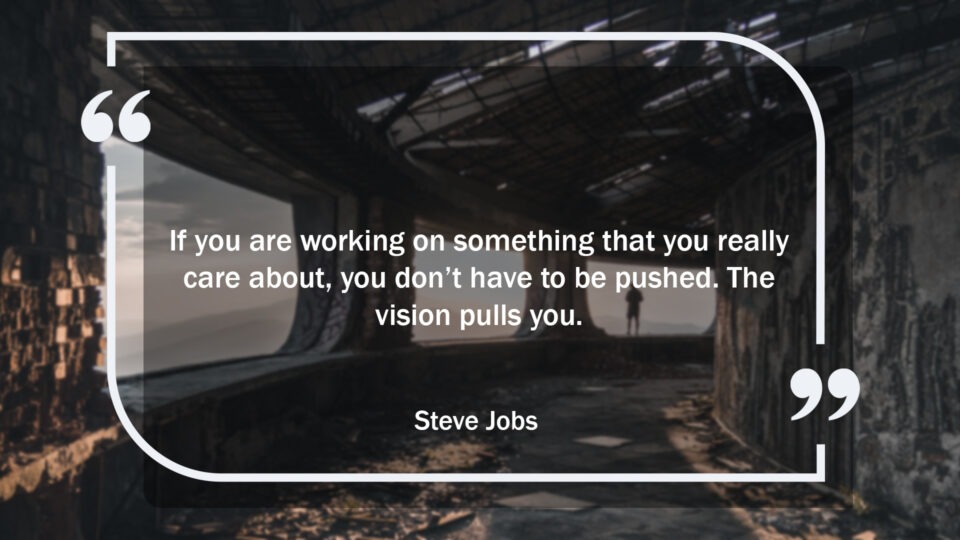 If you are working on something that you really
care about, you don’t have to be pushed. The
vision pulls you.
Steve Jobs